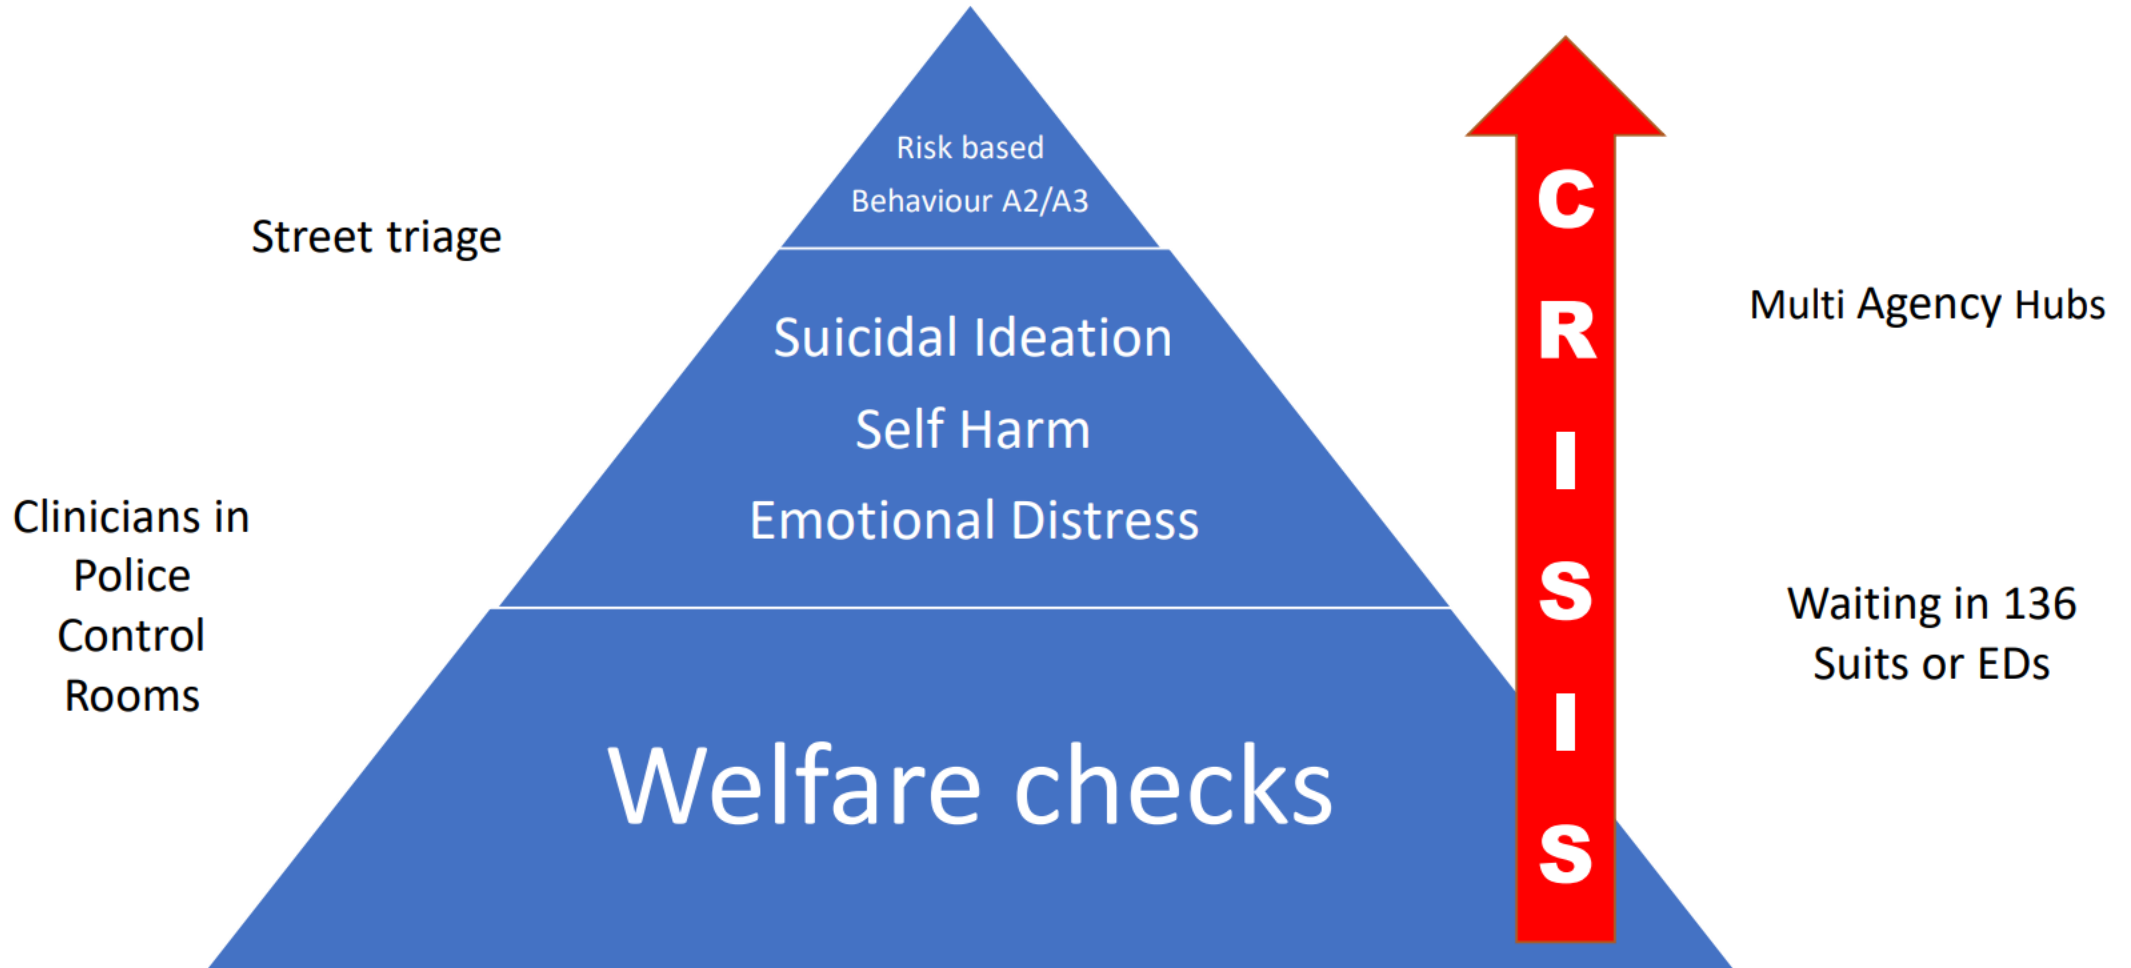 Risk based
Behaviour A2/A3
Street triage
Suicidal Ideation
Self Harm
Emotional Distress
Clinicians in
Police
Control
Rooms
Welfare checks
C
R
I
S
I
S
Multi Agency Hubs
Waiting in 136
Suits or EDs